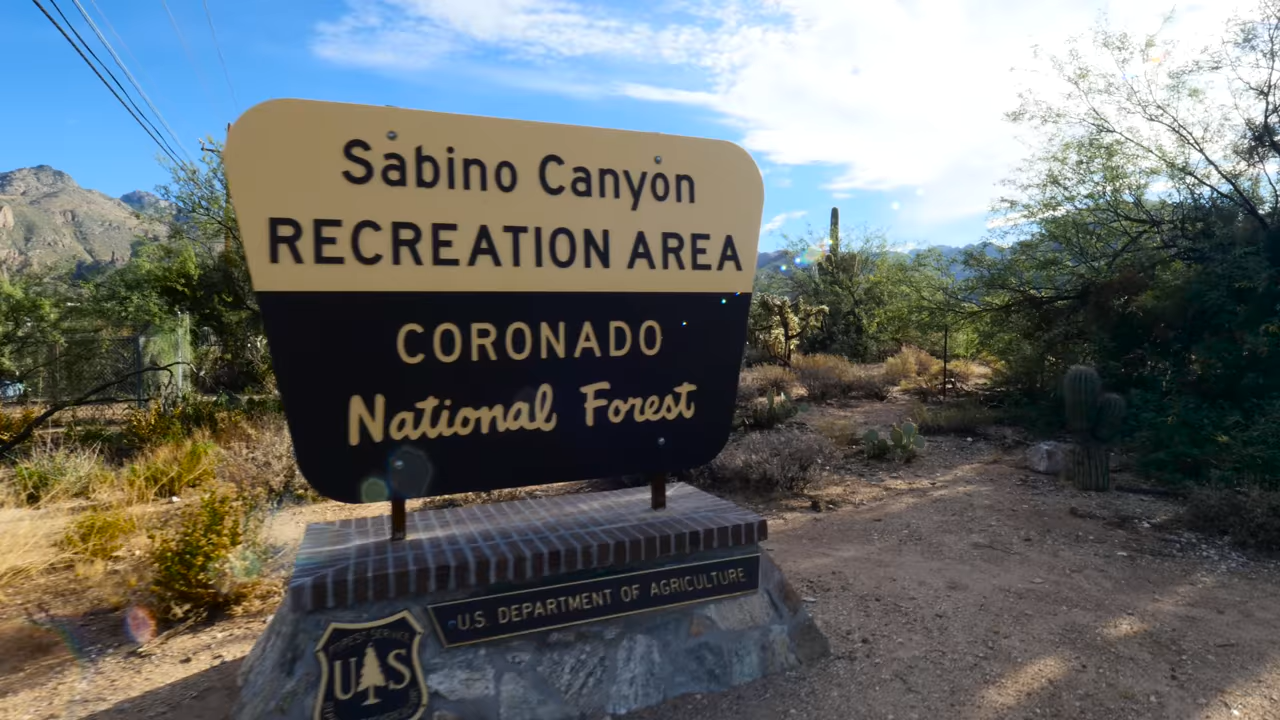 Sabino Canyon
RECREATION AREA
CORONADO
National Forest
U.S. DEPARTMENT OF AGRICULTURE
FOREST SERVICE
U S